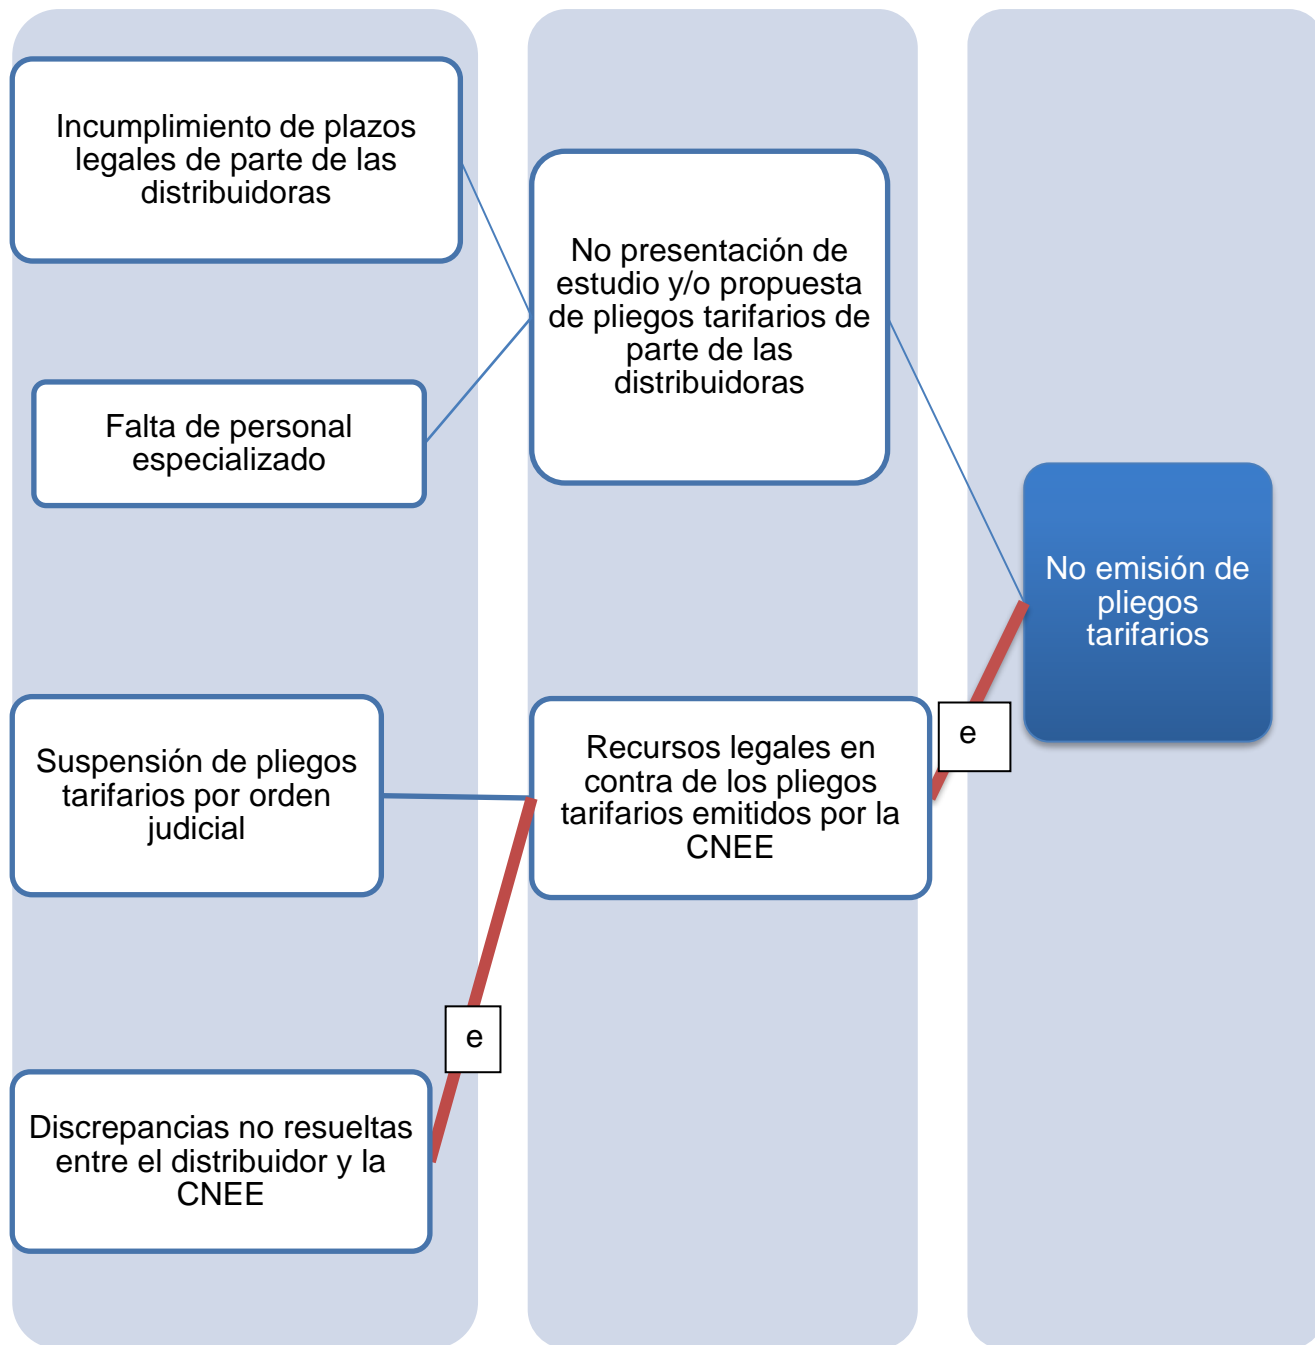 Incumplimiento de plazos
legales de parte de las
distribuidoras
Falta de personal
especializado
Suspensión de pliegos
tarifarios por orden
judicial
Discrepancias no resueltas
entre el distribuidor y la
CNEE
e
No presentación de
estudio y/o propuesta
de pliegos tarifarios de
parte de las
distribuidoras
Recursos legales en
contra de los pliegos
tarifarios emitidos por la
CNEE
e
No emisión de
pliegos
tarifarios